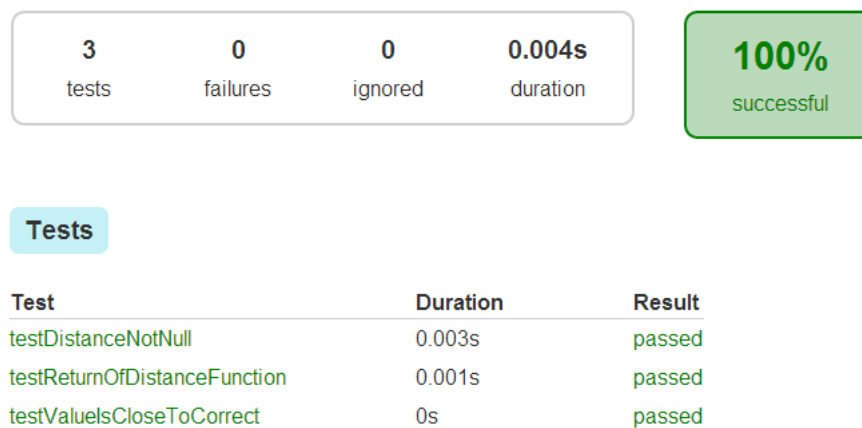 3 0 0 0.004s
tests failures ignored duration
100%
successful
Tests
Test Duration Result
testDistanceNotNull 0.003s passed
testReturnOfDistanceFunction 0.001s passed
testValueIsCloseToCorrect 0s passed